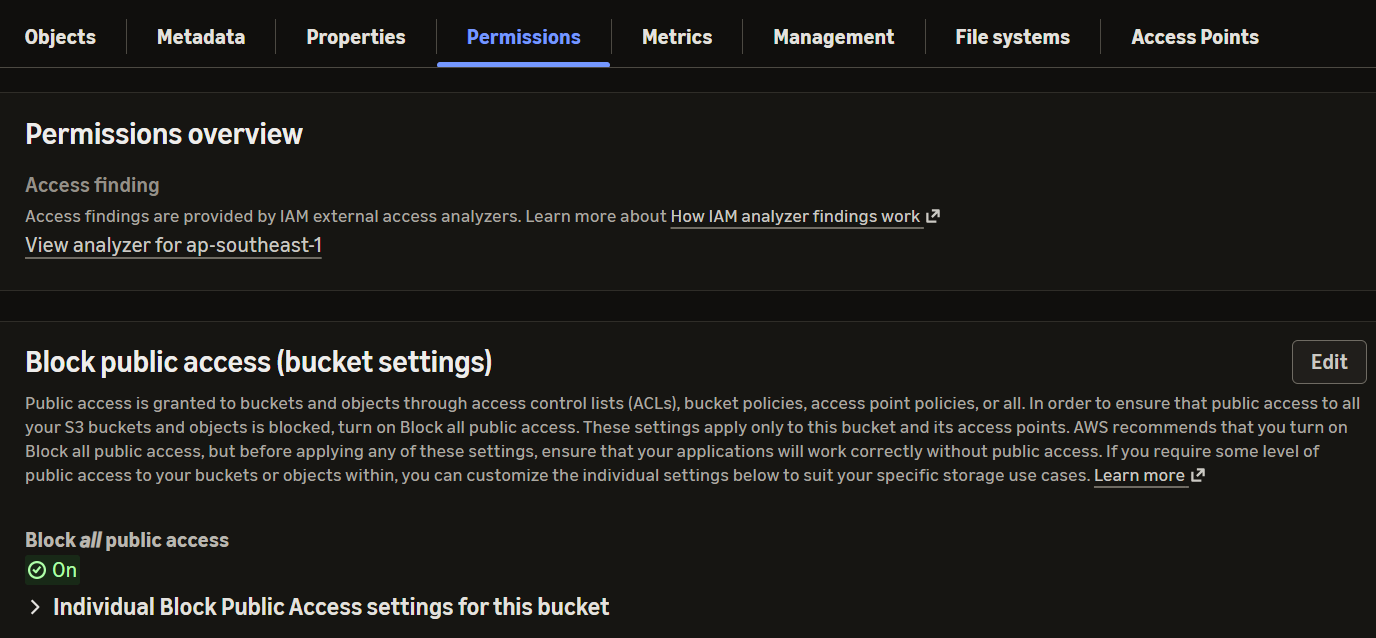 Objects
Metadata
Properties
Permissions
Metrics
Management
File systems
Access Points
Permissions overview
Access finding
Access findings are provided by IAM external access analyzers. Learn more about How IAM analyzer findings work
View analyzer for ap-southeast-1
Block public access (bucket settings)
Edit
Public access is granted to buckets and objects through access control lists (ACLs), bucket policies, access point policies, or all. In order to ensure that public access to all
your S3 buckets and objects is blocked, turn on Block all public access. These settings apply only to this bucket and its access points. AWS recommends that you turn on
Block all public access, but before applying any of these settings, ensure that your applications will work correctly without public access. If you require some level of
public access to your buckets or objects within, you can customize the individual settings below to suit your specific storage use cases. Learn more
Block all public access
On
Individual Block Public Access settings for this bucket